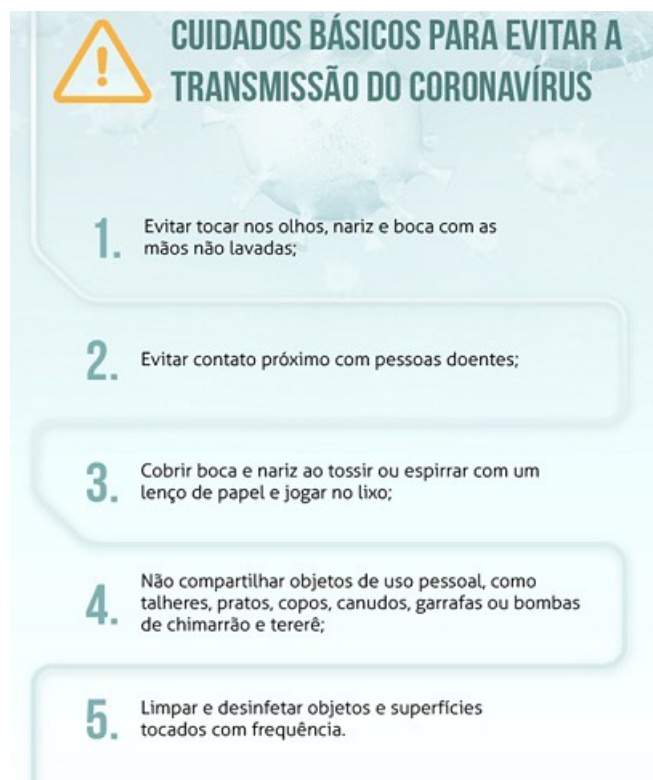 CUIDADOS BÁSICOS PARA EVITAR A
TRANSMISSÃO DO CORONAVÍRUS
1. Evitar tocar nos olhos, nariz e boca com as
mãos não lavadas;
2. Evitar contato próximo com pessoas doentes;
3. Cobrir boca e nariz ao tossir ou espirrar com um
lenço de papel e jogar no lixo;
4. Não compartilhar objetos de uso pessoal, como
talheres, pratos, copos, canudos, garrafas ou bombas
de chimarrão e tererê;
5. Limpar e desinfetar objetos e superfícies
tocados com frequência.